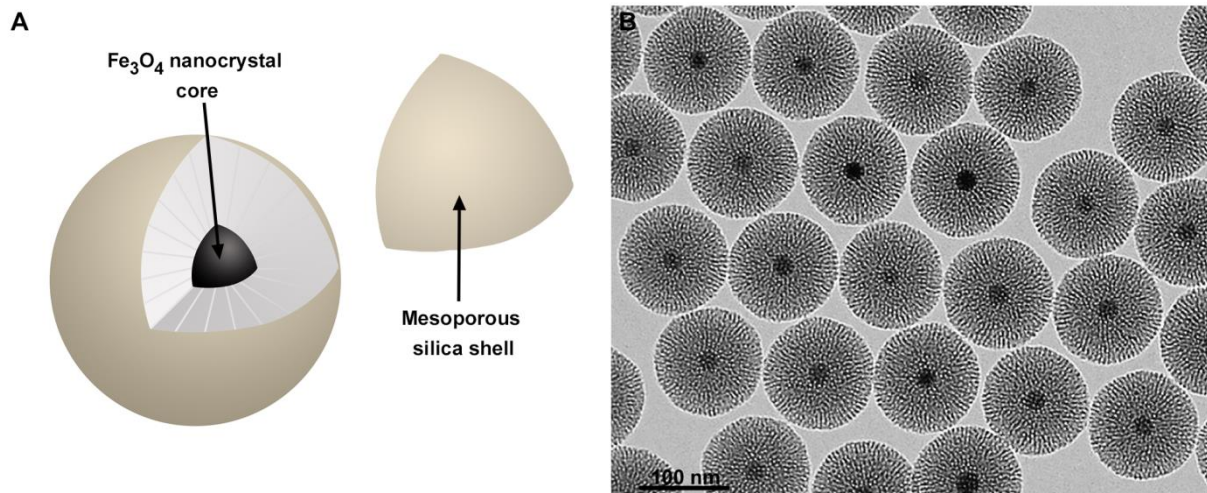 A
Fe₃O₄ nanocrystal
core
Mesoporous
silica shell
B
100 nm